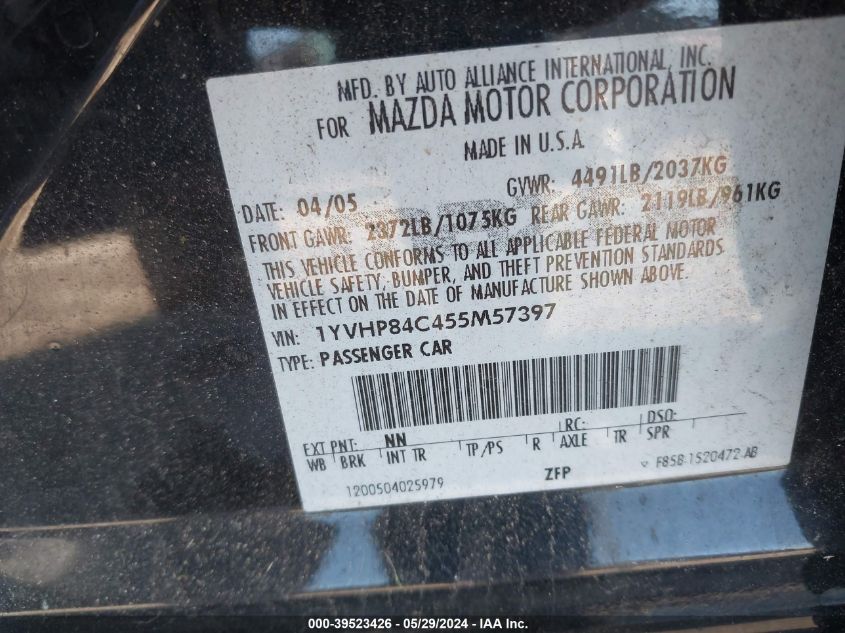 MFD. BY AUTO ALLIANCE INTERNATIONAL, INC.
FOR MAZDA MOTOR CORPORATION
MADE IN U.S.A
DATE: 04/05 GVWR: 4491LB/2037KG
FRONT GAWR: 2372LB/1075KG REAR GAWR: 2119LB/961KG
THIS VEHICLE CONFORMS TO ALL APPLICABLE FEDERAL MOTOR
VEHICLE SAFETY, BUMPER, AND THEFT PREVENTION STANDARDS
IN EFFECT ON THE DATE OF MANUFACTURE SHOWN ABOVE.
VIN: 1YVHP84C455M57397
TYPE: PASSENGER CAR
EXT PNT: NN RC: DSO:
WB BRK INT TR TP/PS R AXLE TR SPR
1200504025979 ZFP F85B-1520472-AB
000-39523426 - 05/29/2024 - IAA Inc.